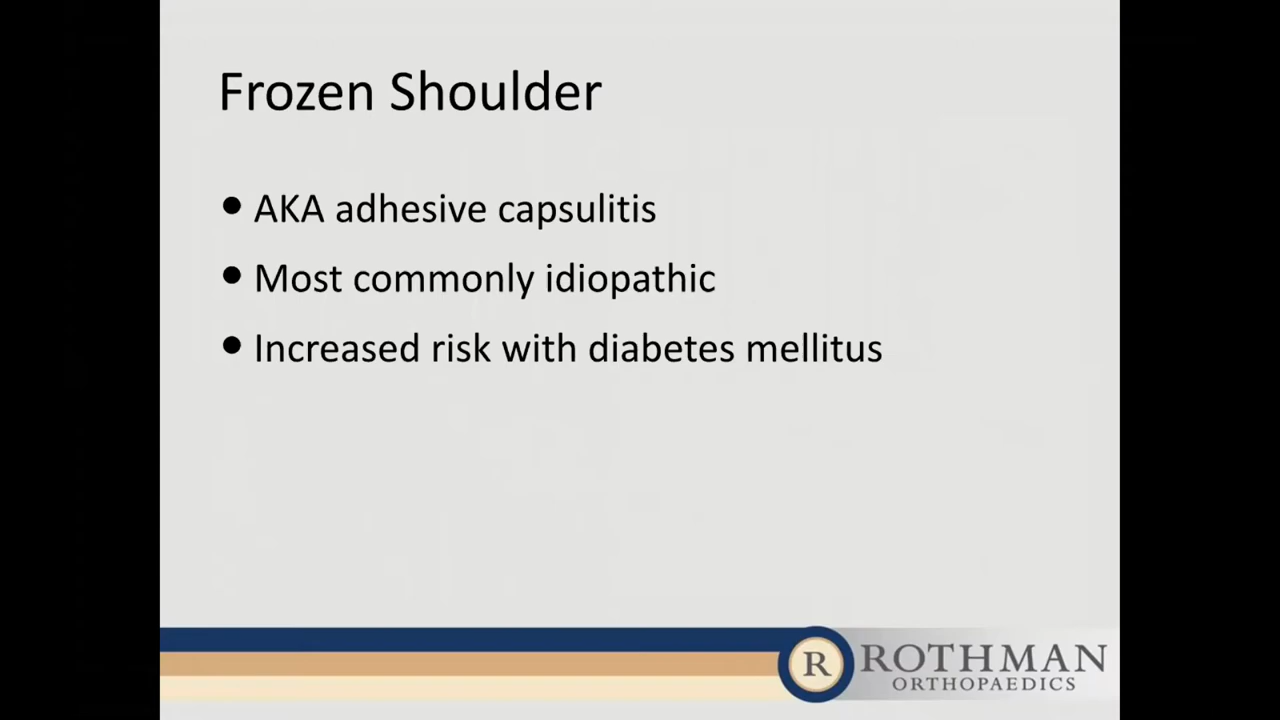 Frozen Shoulder
• AKA adhesive capsulitis
• Most commonly idiopathic
• Increased risk with diabetes mellitus
R ROTHMAN
ORTHOPAEDICS